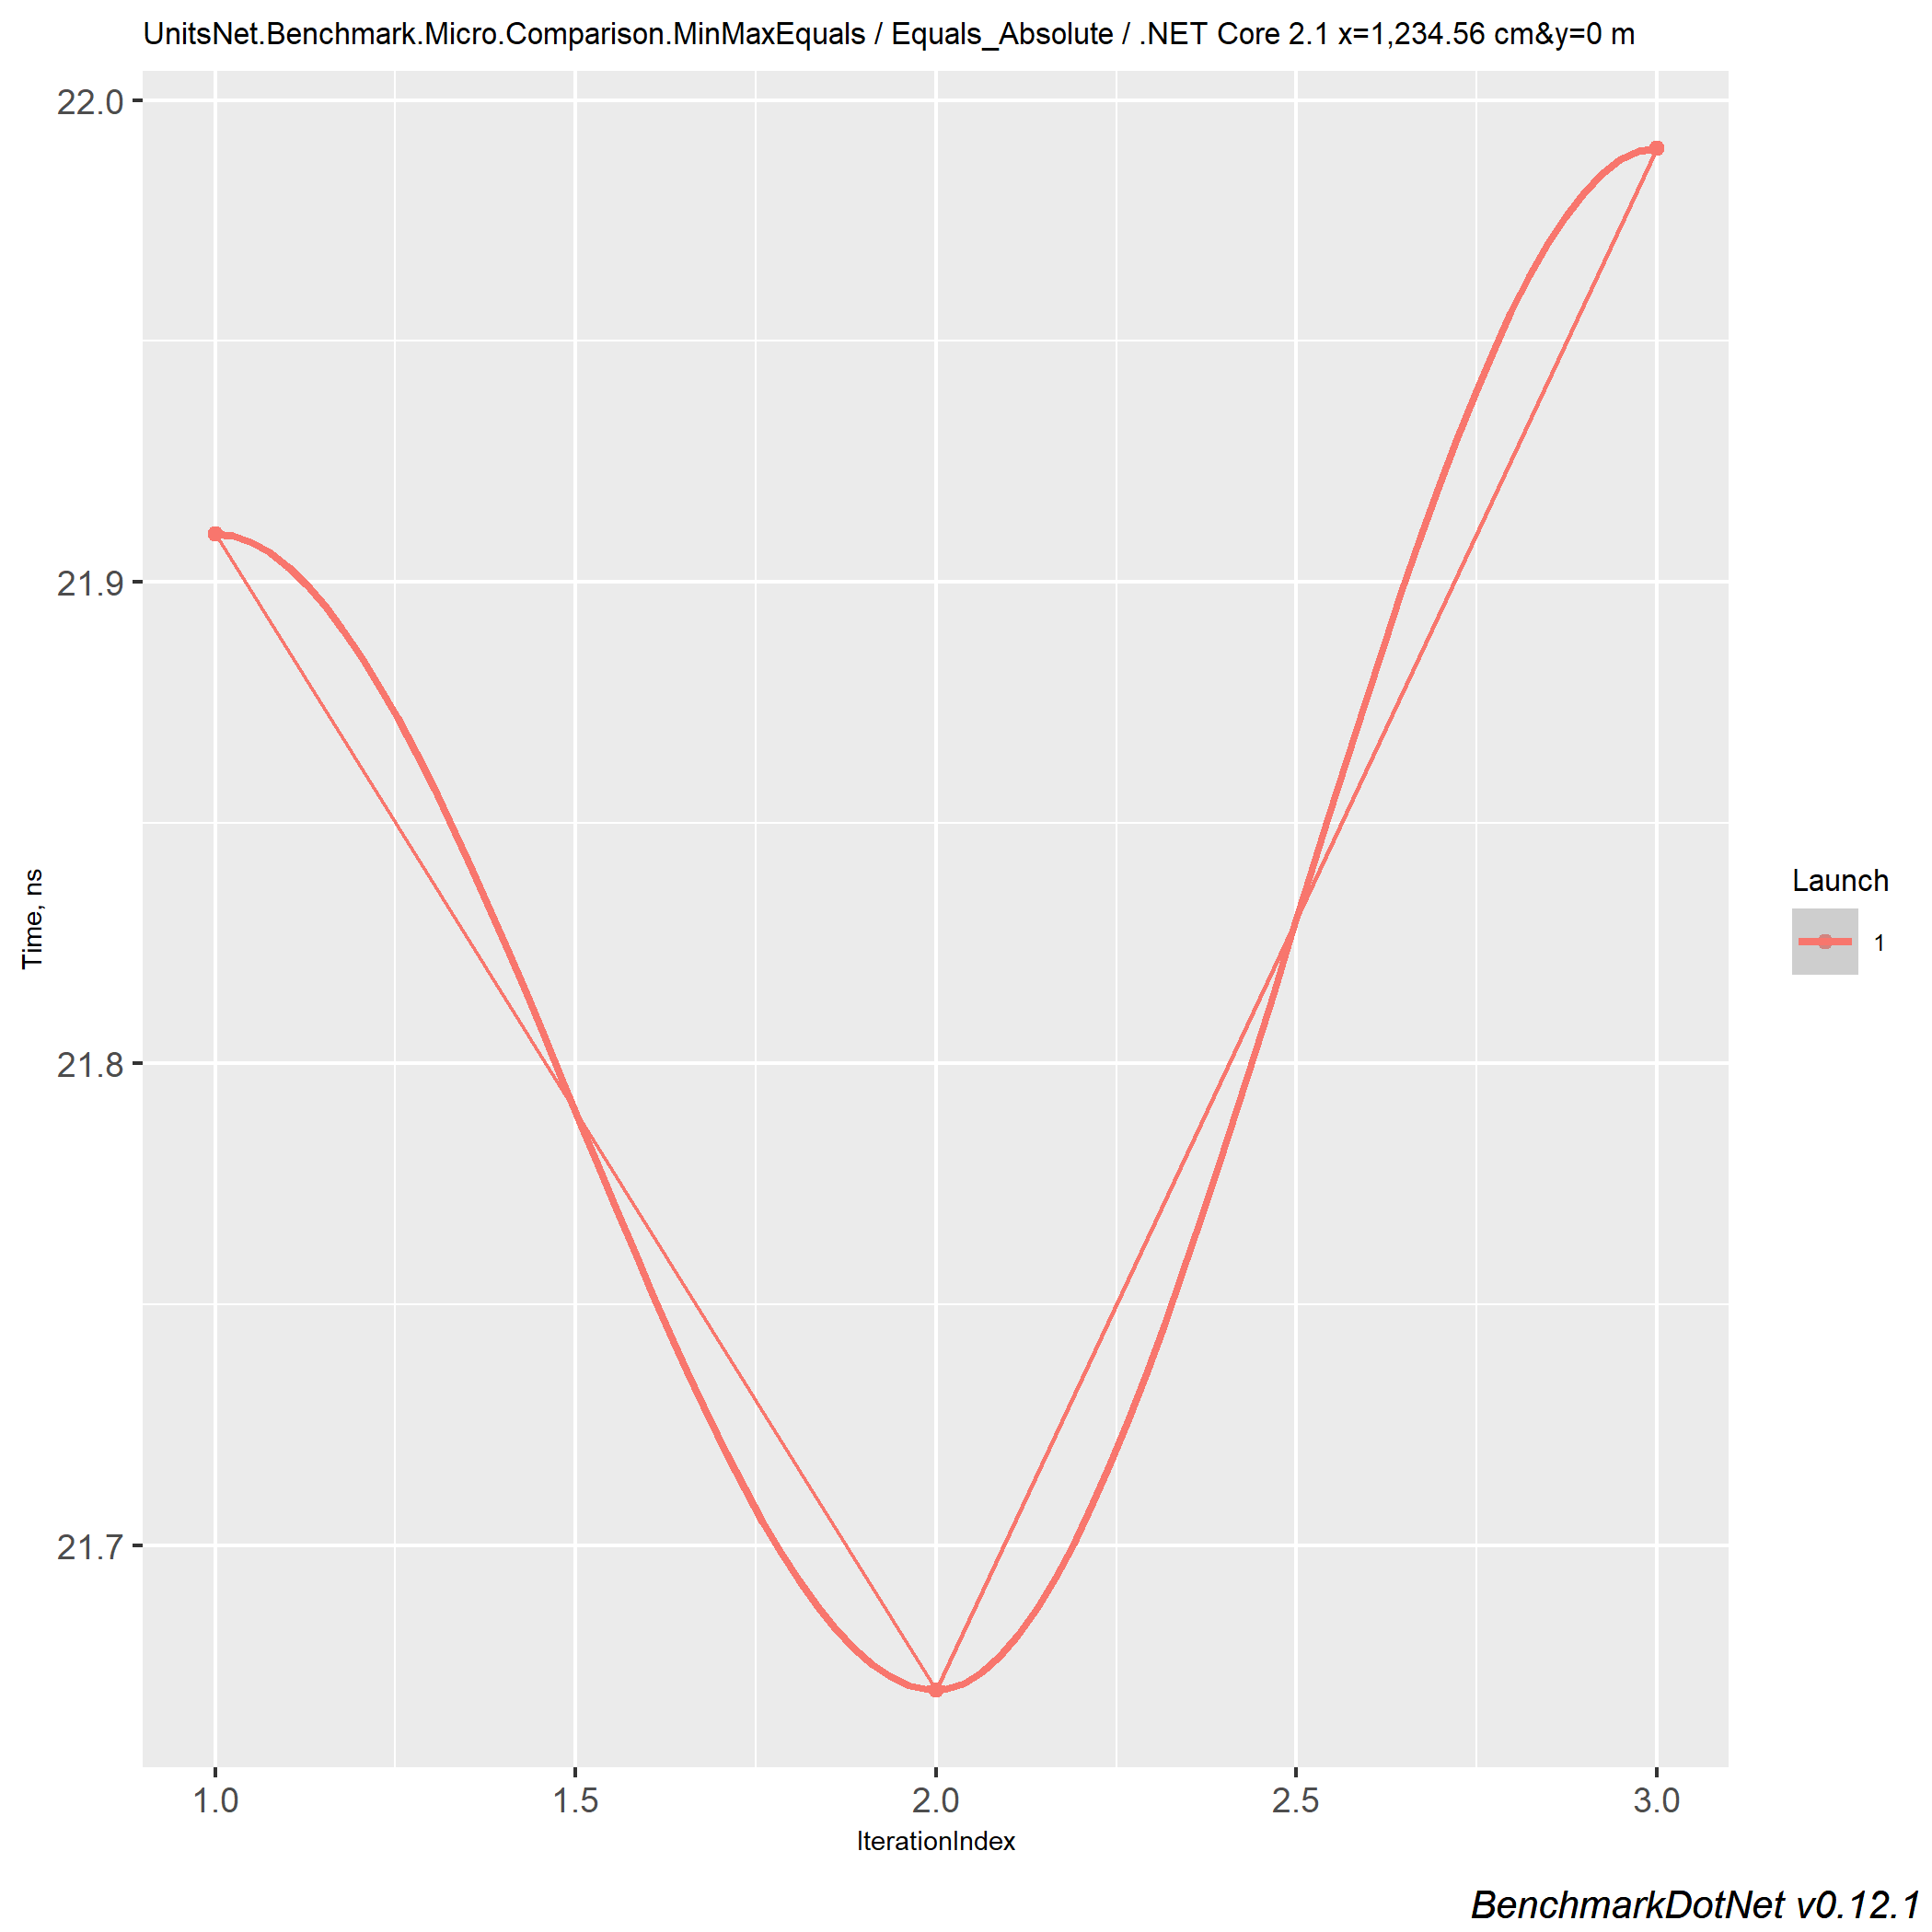 UnitsNet.Benchmark.Micro.Comparison.MinMaxEquals / Equals_Absolute / .NET Core 2.1 x=1,234.56 cm&y=0 m
22.0
21.9
21.8
21.7
Time, ns
1.0 1.5 2.0 2.5 3.0
IterationIndex
Launch
1
BenchmarkDotNet v0.12.1